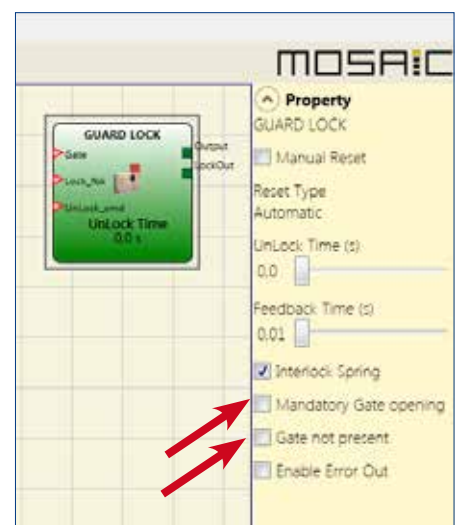 MOSAIC
Property
GUARD LOCK
Manual Reset
Reset Type
Automatic
UnLock Time (s)
0,0
Feedback Time (s)
0,01
Interlock Spring
Mandatory Gate opening
Gate not present
Enable Error Out
GUARD LOCK
Gate
Output
Lock_fbk
LockOut
UnLock_cmd
UnLock Time
0,0 s